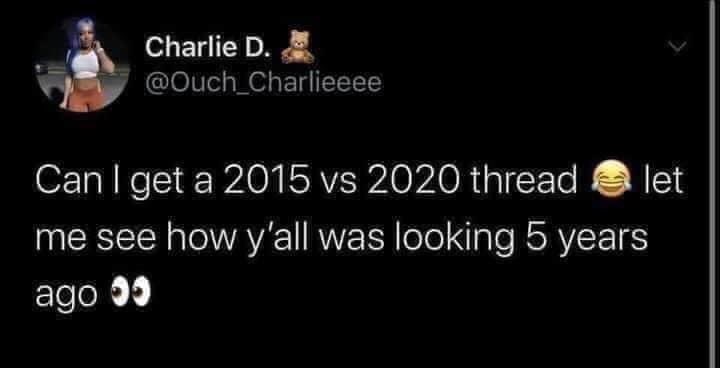 Charlie D. 🧸
@Ouch_Charlieeee
Can I get a 2015 vs 2020 thread 😂 let
me see how y'all was looking 5 years
ago 👀